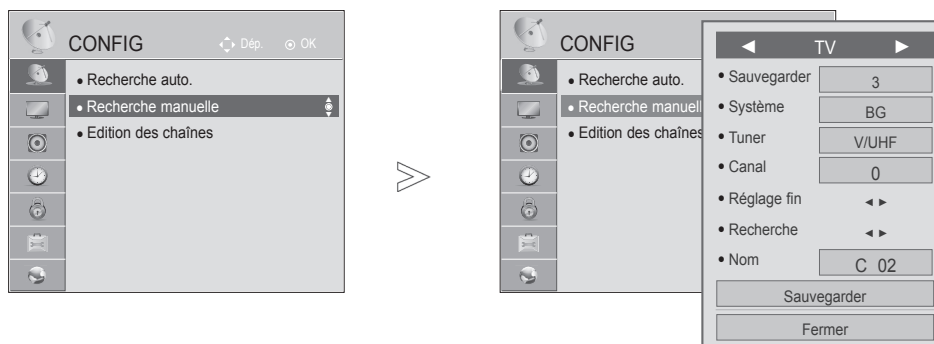 CONFIG
Dép. OK
• Recherche auto.
• Recherche manuelle
• Edition des chaînes
CONFIG
• Recherche auto.
• Recherche manuell
• Edition des chaînes
◄ TV ►
• Sauvegarder 3
• Système BG
• Tuner V/UHF
• Canal 0
• Réglage fin ◄ ►
• Recherche ◄ ►
• Nom C 02
Sauvegarder
Fermer